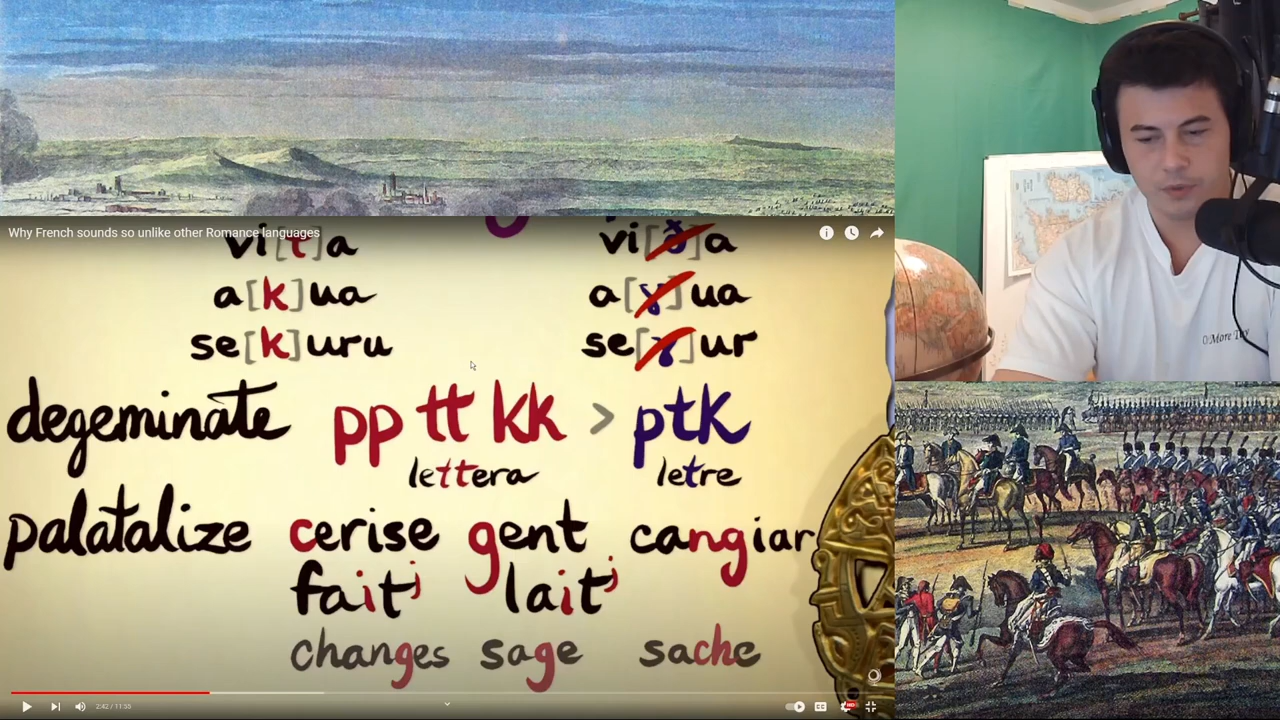 Why French sounds so unlike other Romance languages
vi[t]a vi[ð]a
a[k]ua a[ɣ]ua
se[k]uru se[ɣ]ur
degeminate pp tt kk > ptk
lettera letre
palatalize cerise gent cangiar
faitʲ laitʲ
changes sage sache
2:42 / 11:55